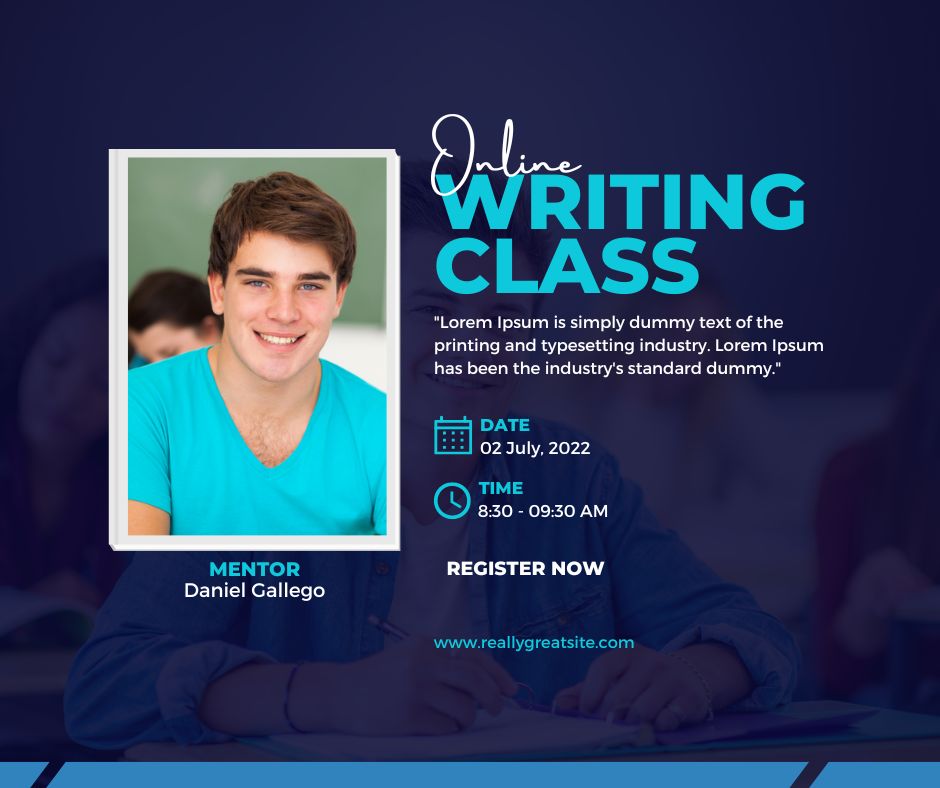 Online
WRITING
CLASS
"Lorem Ipsum is simply dummy text of the
printing and typesetting industry. Lorem Ipsum
has been the industry's standard dummy."
DATE
02 July, 2022
TIME
8:30 - 09:30 AM
MENTOR
Daniel Gallego
REGISTER NOW
www.reallygreatsite.com